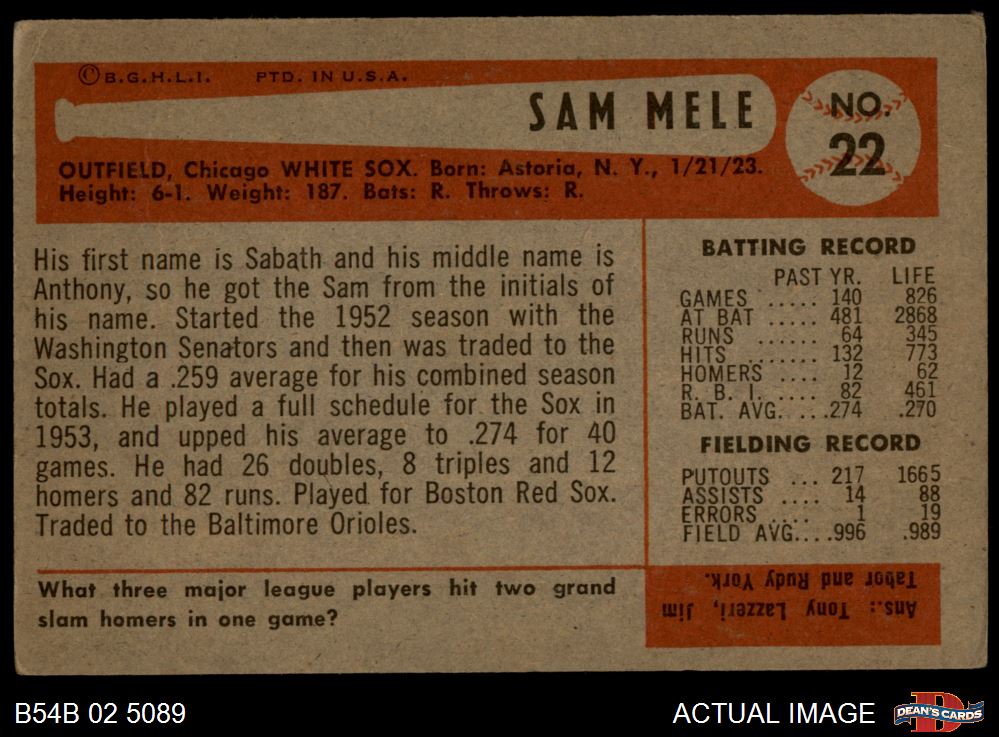 ©B.G.H.L.I. PTD. IN U.S.A.
SAM MELE
NO.
22
OUTFIELD, Chicago WHITE SOX. Born: Astoria, N. Y., 1/21/23.
Height: 6-1. Weight: 187. Bats: R. Throws: R.
His first name is Sabath and his middle name is
Anthony, so he got the Sam from the initials of
his name. Started the 1952 season with the
Washington Senators and then was traded to the
Sox. Had a .259 average for his combined season
totals. He played a full schedule for the Sox in
1953, and upped his average to .274 for 40
games. He had 26 doubles, 8 triples and 12
homers and 82 runs. Played for Boston Red Sox.
Traded to the Baltimore Orioles.
BATTING RECORD
PAST YR. LIFE
GAMES ..... 140 826
AT BAT ..... 481 2868
RUNS ...... 64 345
HITS ...... 132 773
HOMERS .... 12 62
R. B. I. .... 82 461
BAT. AVG. ...274 .270
FIELDING RECORD
PUTOUTS ... 217 1665
ASSISTS .... 14 88
ERRORS .... 1 19
FIELD AVG....996 .989
What three major league players hit two grand
slam homers in one game?
Ans.: Tony Lazzeri, Jim
Tabor and Rudy York.
B54B 02 5089
ACTUAL IMAGE
DEAN'S CARDS